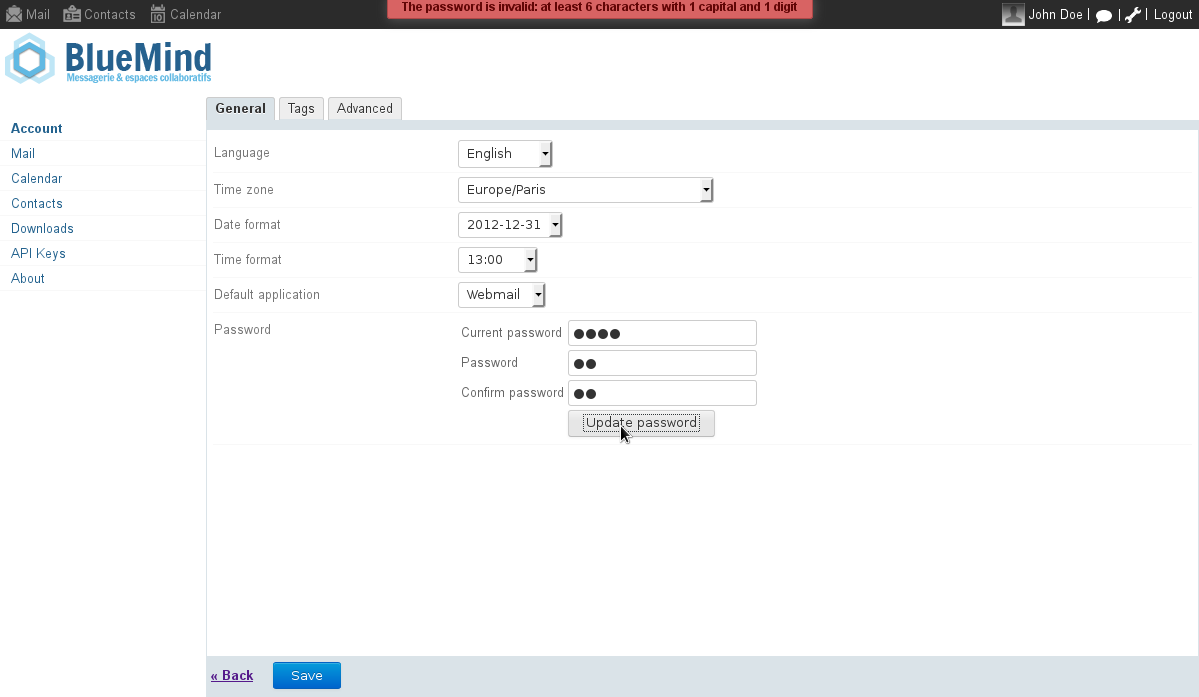 Mail Contacts 10 Calendar The password is invalid: at least 6 characters with 1 capital and 1 digit John Doe | | Logout
BlueMind
Messagerie & espaces collaboratifs
General Tags Advanced
Account
Mail
Calendar
Contacts
Downloads
API Keys
About
Language English
Time zone Europe/Paris
Date format 2012-12-31
Time format 13:00
Default application Webmail
Password Current password ●●●●
Password ●●
Confirm password ●●
Update password
« Back Save